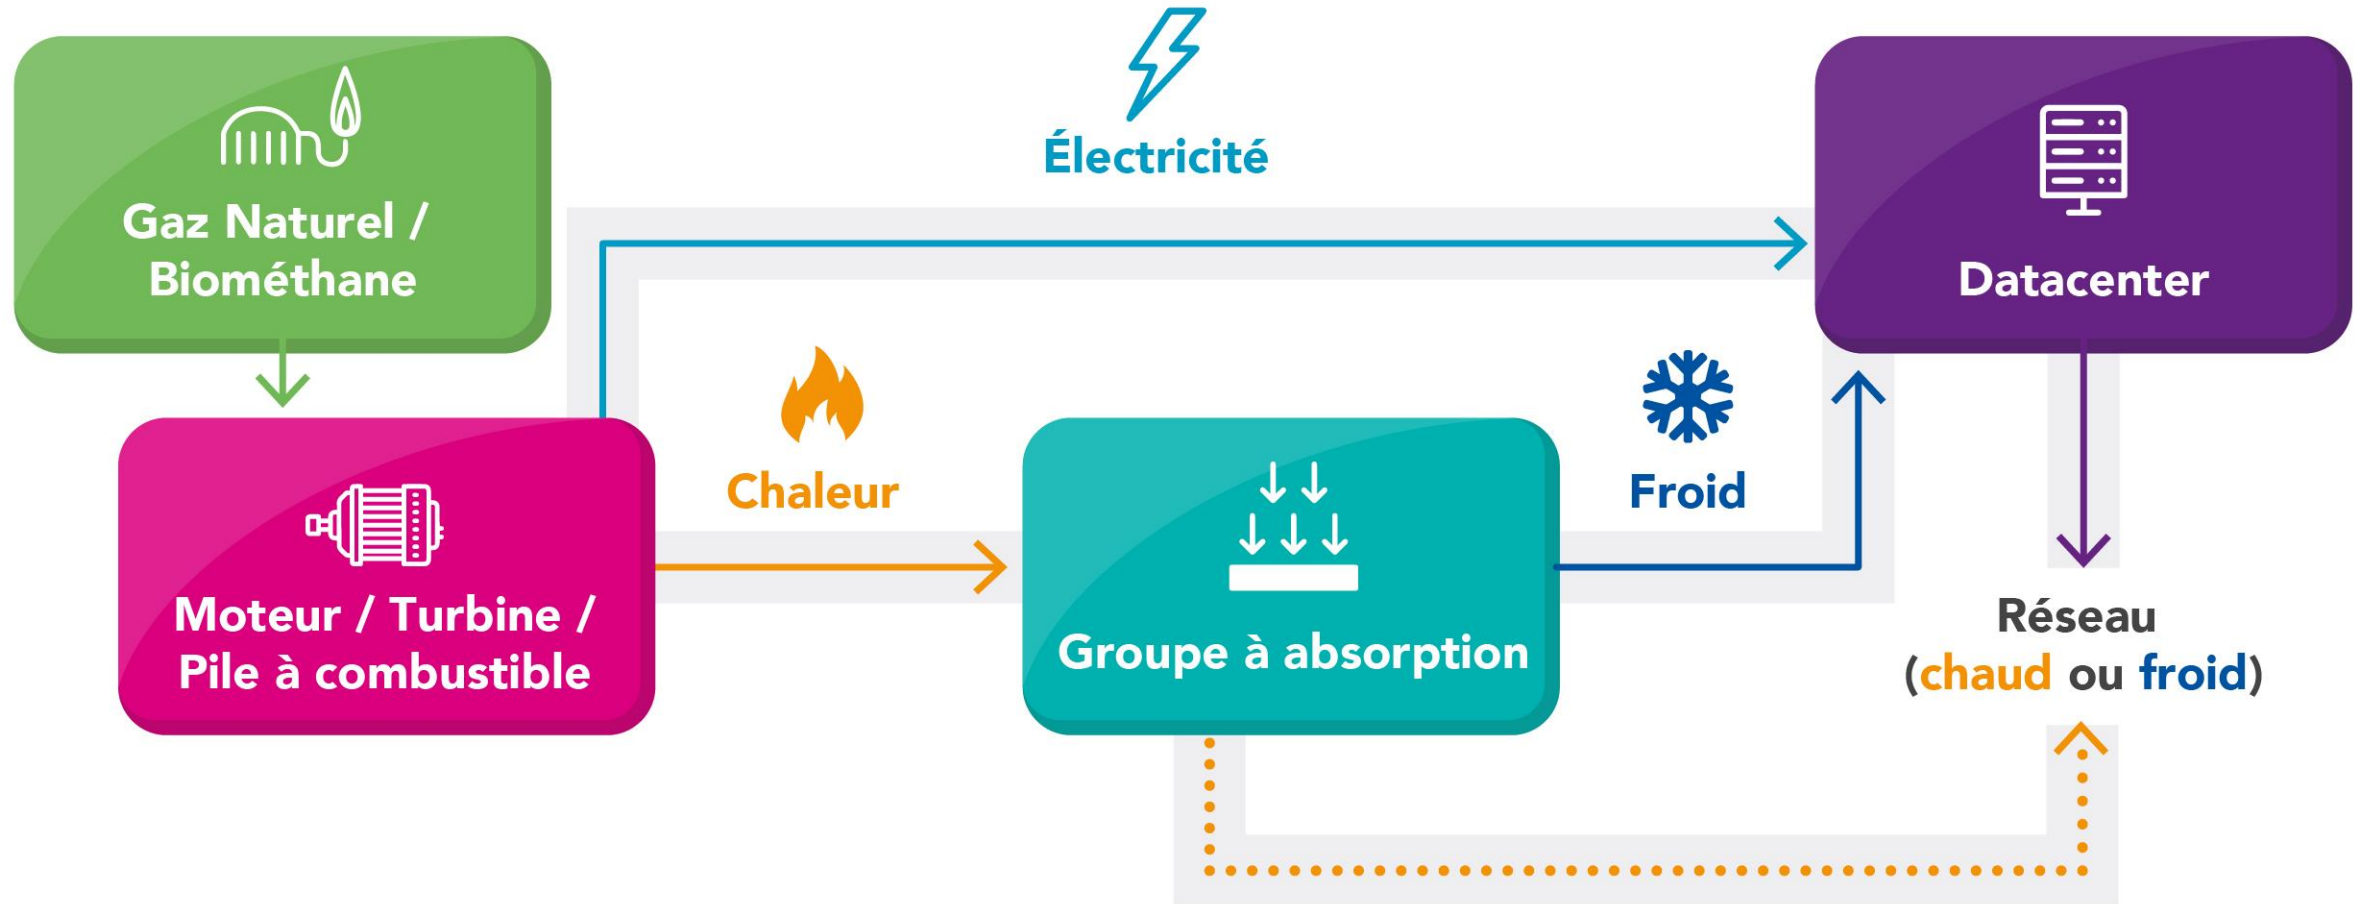 Électricité
Gaz Naturel /
Biométhane
Datacenter
Chaleur
Froid
Moteur / Turbine /
Pile à combustible
Groupe à absorption
Réseau
(chaud ou froid)